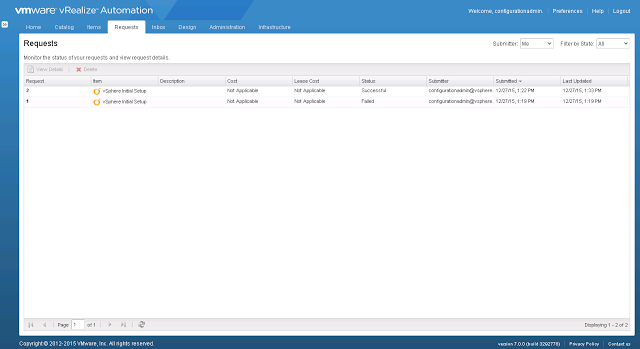 vmware vRealize Automation
Welcome, configurationadmin. Preferences Help Logout
Home Catalog Items Requests Inbox Design Administration Infrastructure
Requests
Submitter: Me Filter by State: All
Monitor the status of your requests and view request details.
View Details Delete
Request Item Description Cost Lease Cost Status Submitter Submitted Last Updated
2 vSphere Initial Setup Not Applicable Not Applicable Successful configurationadmin@vsphere. 12/27/15, 1:22 PM 12/27/15, 1:33 PM
1 vSphere Initial Setup Not Applicable Not Applicable Failed configurationadmin@vsphere. 12/27/15, 1:19 PM 12/27/15, 1:19 PM
Page 1 of 1 Displaying 1 - 2 of 2
Copyright © 2012-2015 VMware, Inc. All rights reserved. version 7.0.0 (build 3292778) Privacy Policy Contact us